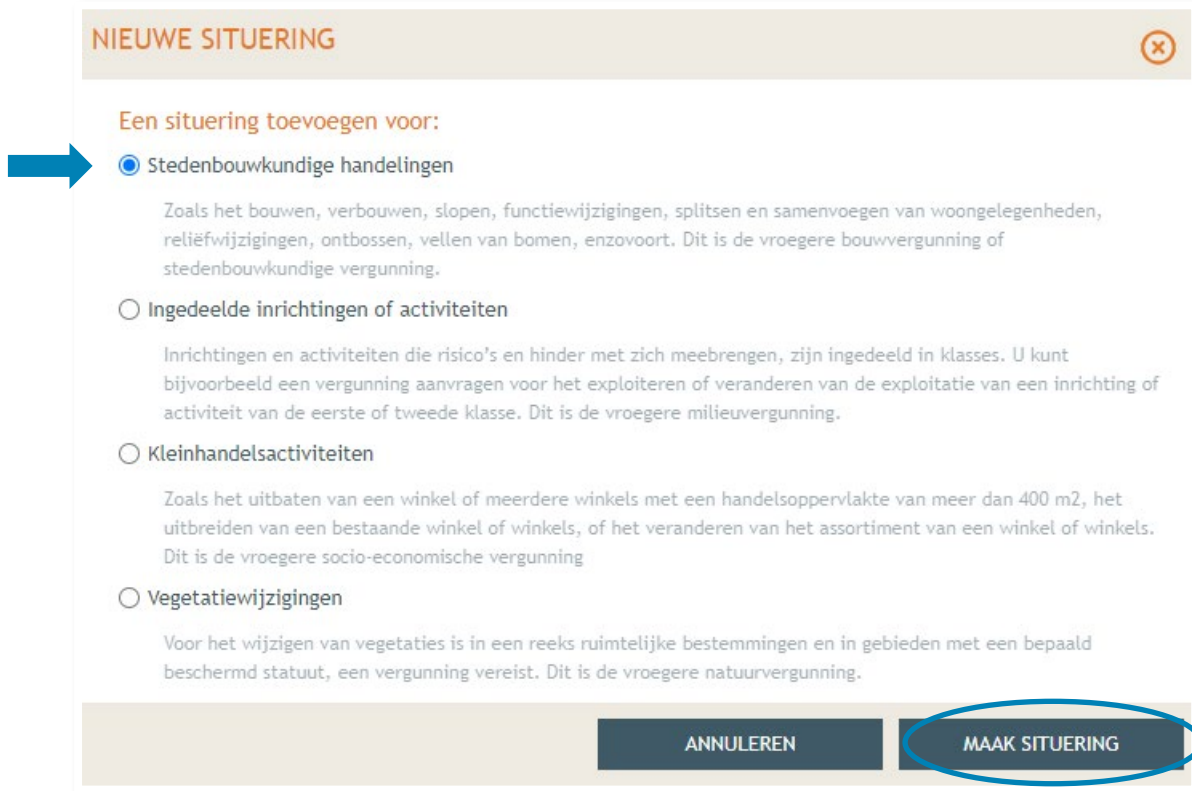 NIEUWE SITUERING
Een situering toevoegen voor:
Stedenbouwkundige handelingen
Zoals het bouwen, verbouwen, slopen, functiewijzigingen, splitsen en samenvoegen van woongelegenheden,
reliëfwijzigingen, ontbossen, vellen van bomen, enzovoort. Dit is de vroegere bouwvergunning of
stedenbouwkundige vergunning.
Ingedeelde inrichtingen of activiteiten
Inrichtingen en activiteiten die risico's en hinder met zich meebrengen, zijn ingedeeld in klasses. U kunt
bijvoorbeeld een vergunning aanvragen voor het exploiteren of veranderen van de exploitatie van een inrichting of
activiteit van de eerste of tweede klasse. Dit is de vroegere milieuvergunning.
Kleinhandelsactiviteiten
Zoals het uitbaten van een winkel of meerdere winkels met een handelsoppervlakte van meer dan 400 m2, het
uitbreiden van een bestaande winkel of winkels, of het veranderen van het assortiment van een winkel of winkels.
Dit is de vroegere socio-economische vergunning
Vegetatiewijzigingen
Voor het wijzigen van vegetaties is in een reeks ruimtelijke bestemmingen en in gebieden met een bepaald
beschermd statuut, een vergunning vereist. Dit is de vroegere natuurvergunning.
ANNULEREN MAAK SITUERING